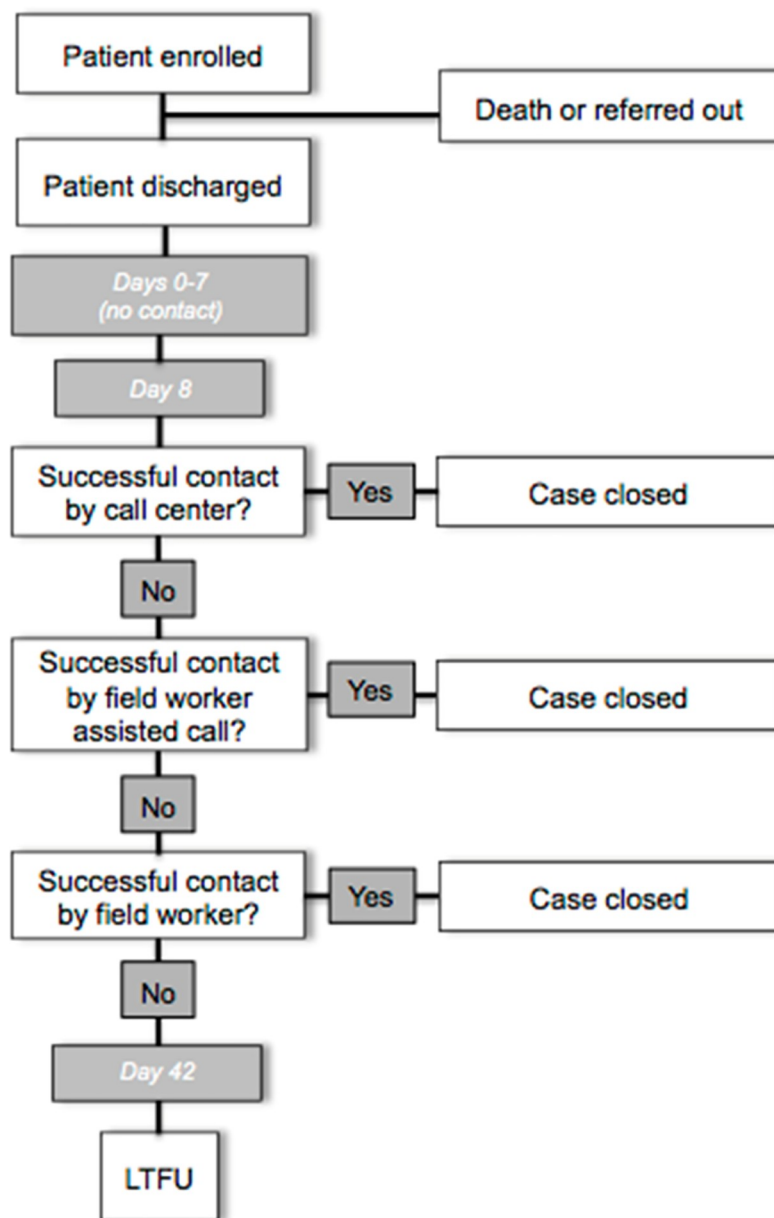 Patient enrolled
Death or referred out
Patient discharged
Days 0-7
(no contact)
Day 8
Successful contact
by call center?
Yes
Case closed
No
Successful contact
by field worker
assisted call?
Yes
Case closed
No
Successful contact
by field worker?
Yes
Case closed
No
Day 42
LTFU